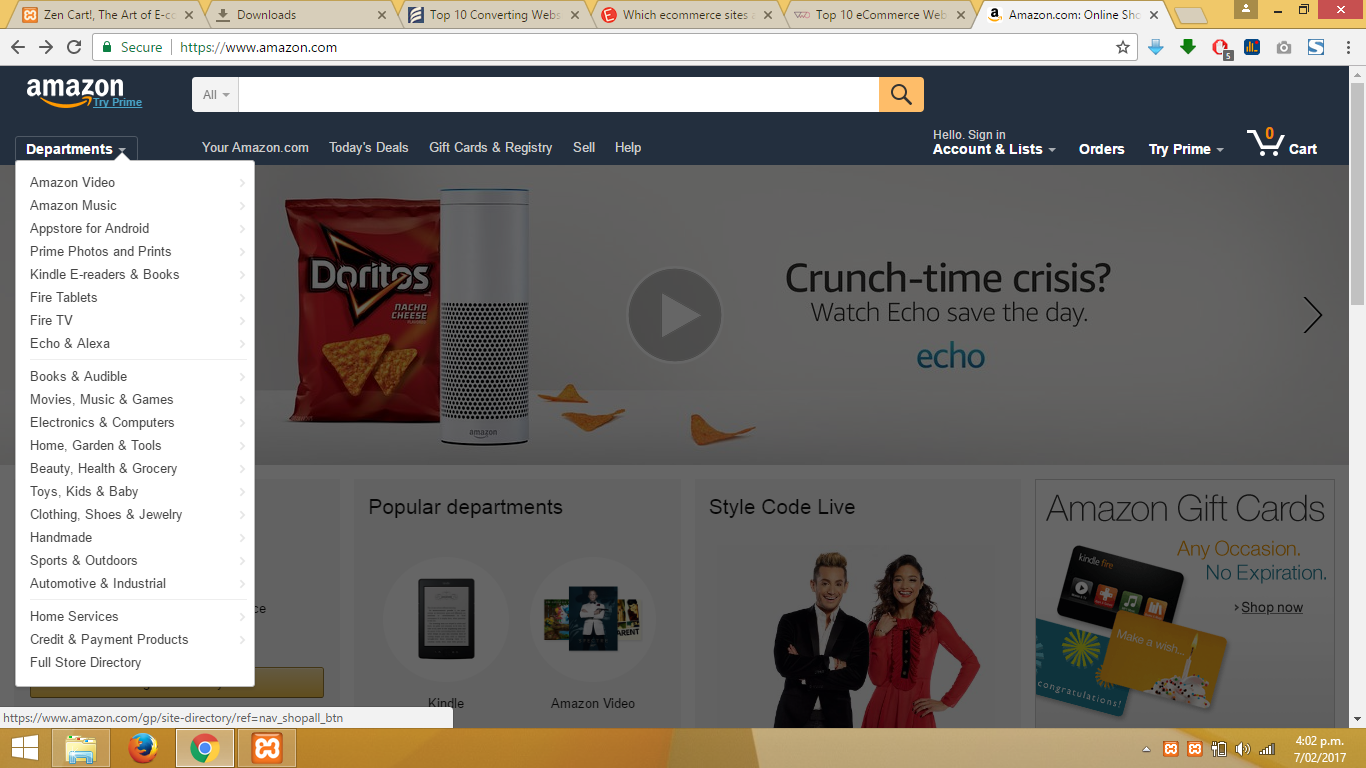 Zen Cart!, The Art of E-co
Downloads
Top 10 Converting Webs
Which ecommerce sites
Top 10 eCommerce Web
Amazon.com: Online Sho
Secure
https://www.amazon.com
5
amazon
Try Prime
All
Departments
Your Amazon.com
Today's Deals
Gift Cards & Registry
Sell
Help
Hello. Sign in
Account & Lists
Orders
Try Prime
0
Cart
Amazon Video
Amazon Music
Appstore for Android
Prime Photos and Prints
Kindle E-readers & Books
Fire Tablets
Fire TV
Echo & Alexa
Books & Audible
Movies, Music & Games
Electronics & Computers
Home, Garden & Tools
Beauty, Health & Grocery
Toys, Kids & Baby
Clothing, Shoes & Jewelry
Handmade
Sports & Outdoors
Automotive & Industrial
Home Services
Credit & Payment Products
Full Store Directory
Doritos
NACHO
CHEESE
amazon
Crunch-time crisis?
Watch Echo save the day.
echo
Popular departments
Kindle
Amazon Video
Style Code Live
Amazon Gift Cards
Any Occasion.
No Expiration.
Shop now
kindle fire
Make a wish...
congratulations!
https://www.amazon.com/gp/site-directory/ref=nav_shopall_btn
4:02 p.m.
7/02/2017